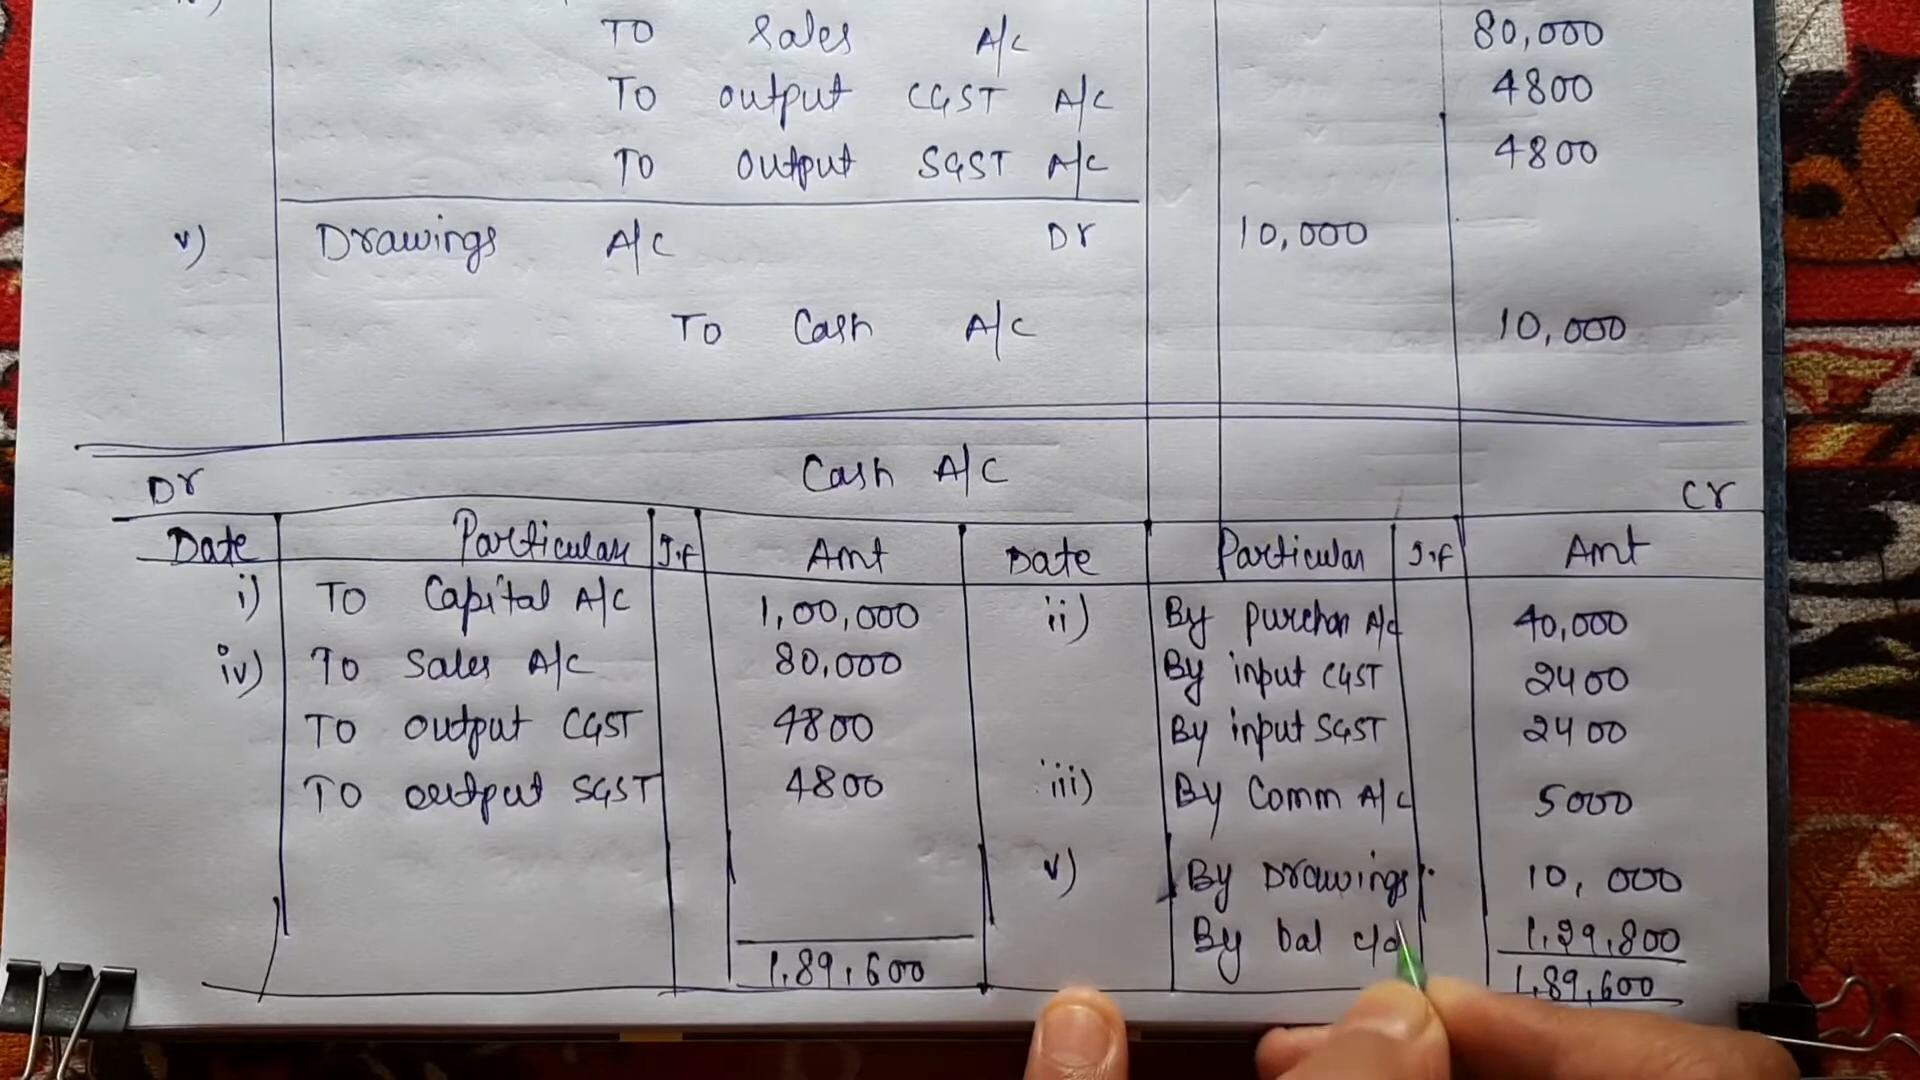 TO Sales A/C 80,000
TO output CGST A/C 4800
TO output SGST A/C 4800
v) Drawings A/C Dr 10,000
TO Cash A/C 10,000
Dr Cash A/C Cr
Date Particulars J.F Amt Date Particular J.F Amt
i) TO Capital A/C 1,00,000 ii) By purchase A/C 40,000
iv) TO Sales A/C 80,000 By input CGST 2400
TO output CGST 4800 By input SGST 2400
TO output SGST 4800 iii) By Comm A/C 5000
v) By Drawings 10,000
By bal c/d 1,29,800
1,89,600 1,89,600